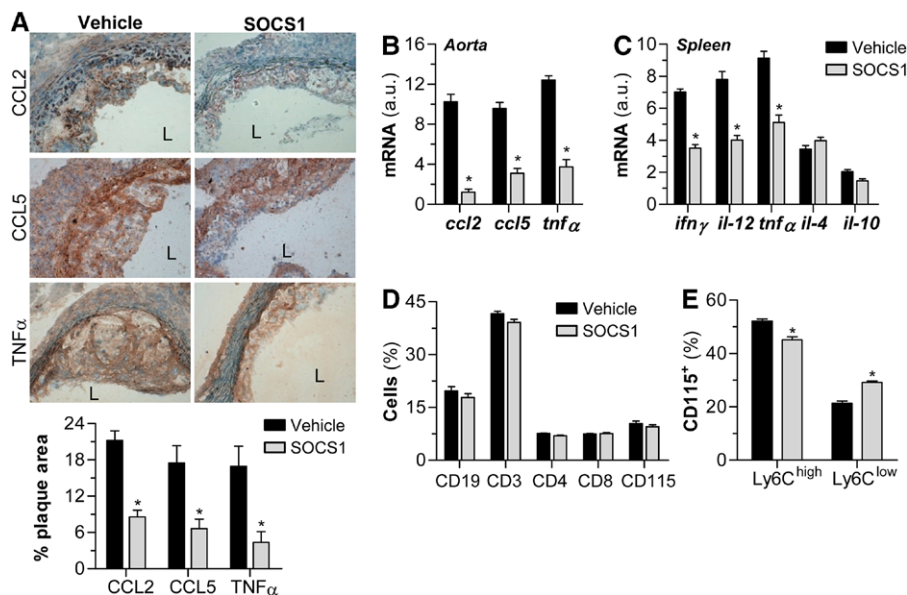 A
Vehicle
SOCS1
CCL2
L
L
CCL5
L
L
TNFα
L
L
% plaque area
24
18
12
6
0
Vehicle
SOCS1
*
*
*
CCL2 CCL5 TNFα
B Aorta
mRNA (a.u.)
16
12
8
4
0
*
*
*
ccl2 ccl5 tnfα
C Spleen
mRNA (a.u.)
10
8
6
4
2
0
Vehicle
SOCS1
*
*
*
ifnγ il-12 tnfα il-4 il-10
D
Cells (%)
45
30
15
0
Vehicle
SOCS1
CD19 CD3 CD4 CD8 CD115
E
CD115+ (%)
60
40
20
0
*
*
Ly6Chigh Ly6Clow